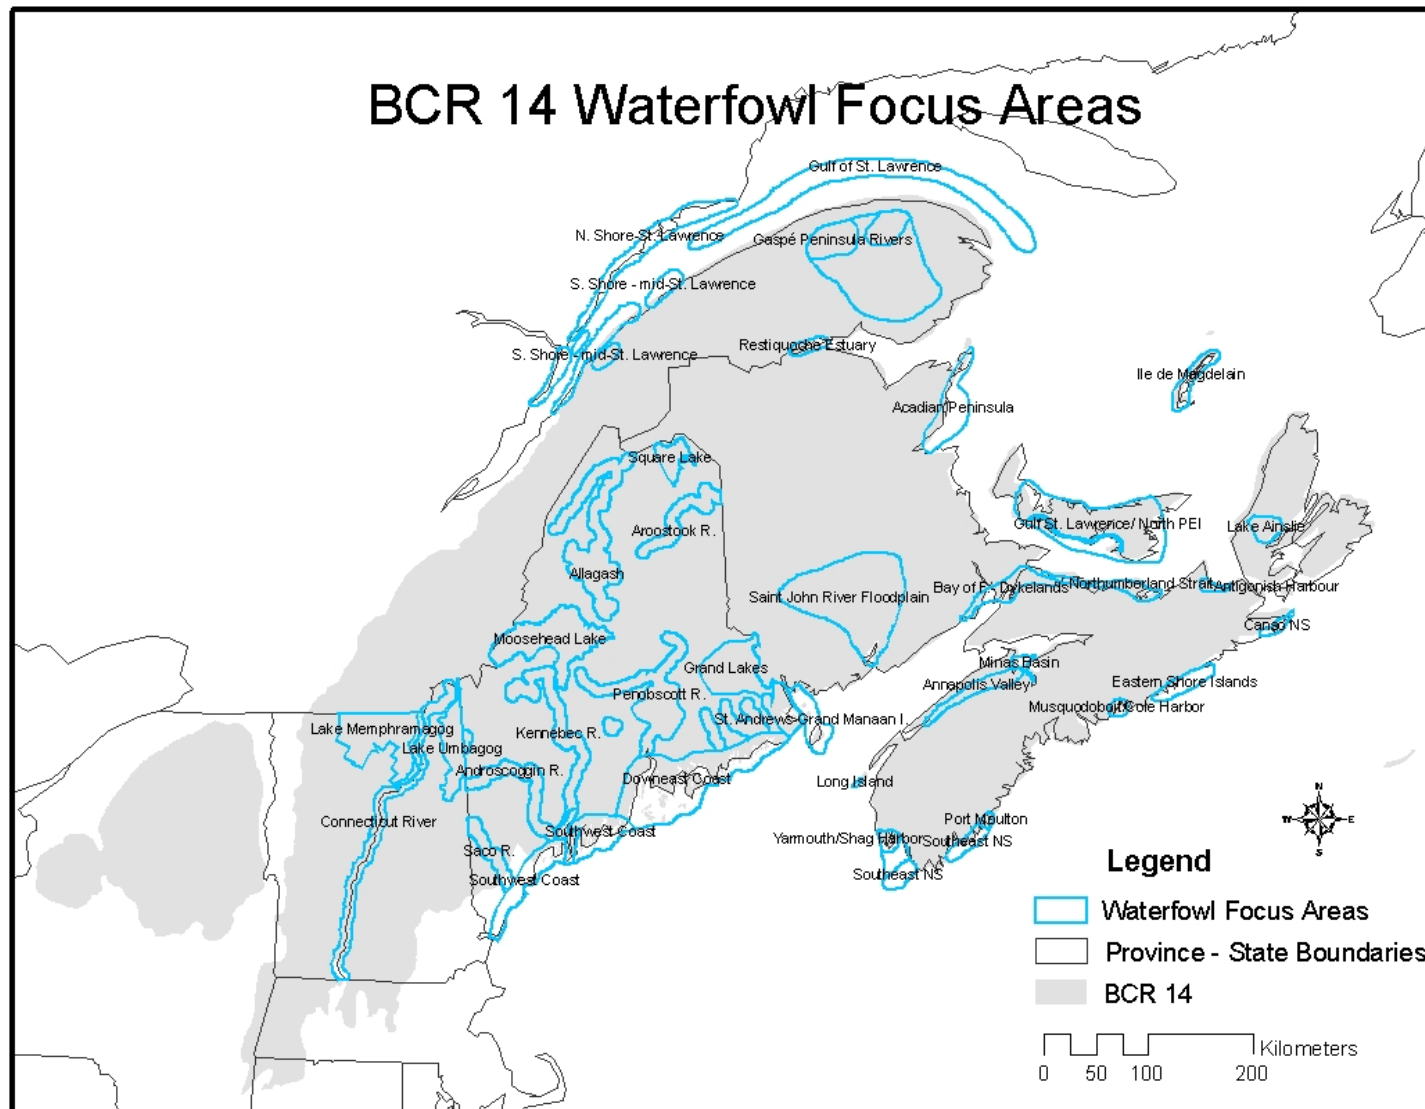 BCR 14 Waterfowl Focus Areas
Gulf of St. Lawrence
N. Shore-St. Lawrence
Gaspé Peninsula Rivers
S. Shore - mid-St. Lawrence
Restiquoche Estuary
S. Shore - mid-St. Lawrence
Ile de Magdelain
Acadian Peninsula
Square Lake
Aroostook R.
Gulf St. Lawrence/ North PEI
Lake Ainslie
Allagash
Saint John River Floodplain
Bay of F.- Dykelands
Northumberland Strait
Antigonish Harbour
Canso NS
Moosehead Lake
Grand Lakes
Minas Basin
Annapolis Valley
Eastern Shore Islands
Penobscott R.
Musquodoboit/Cole Harbor
St. Andrews-Grand Manaan I.
Lake Memphramagog
Kennebec R.
Lake Umbagog
Androscoggin R.
Downeast Coast
Long Island
Connecticut River
Southwest Coast
Port Moulton
Yarmouth/Shag Harbor
Southeast NS
Saco R.
Southwest Coast
Southeast NS
N
W
E
S
Legend
Waterfowl Focus Areas
Province - State Boundaries
BCR 14
Kilometers
0 50 100 200